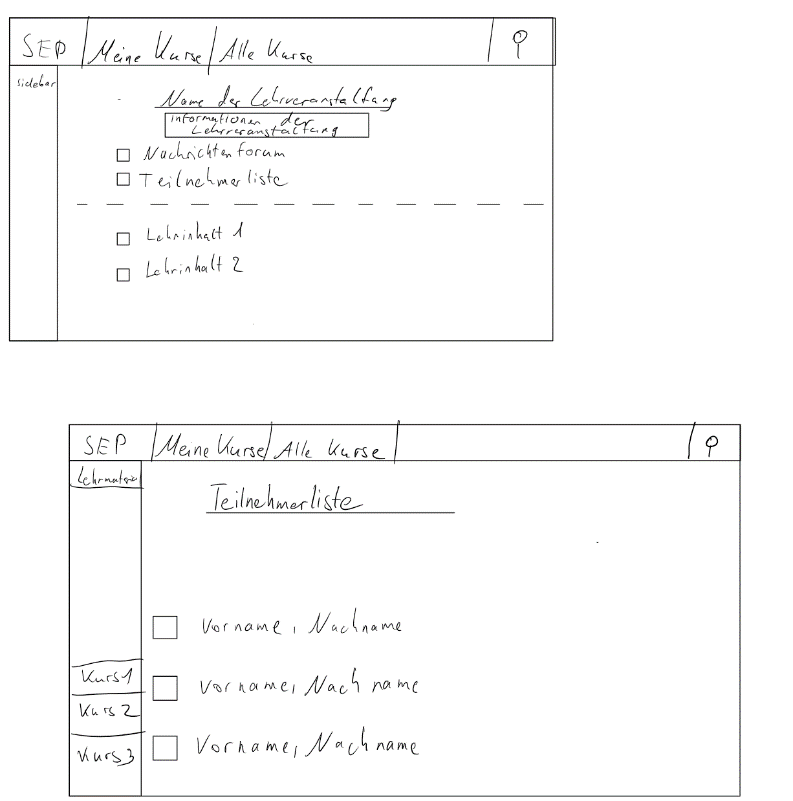 SEP Meine Kurse Alle Kurse
Sidebar
Name der Lehrveranstaltung
Informationen der
Lehrveranstaltung
Nachrichtenforum
Teilnehmerliste
Lehrinhalt 1
Lehrinhalt 2
SEP Meine Kurse Alle Kurse
Lehrmaterial
Teilnehmerliste
Vorname, Nachname
Kurs1
Vorname, Nachname
Kurs 2
Vorname, Nachname
Kurs3